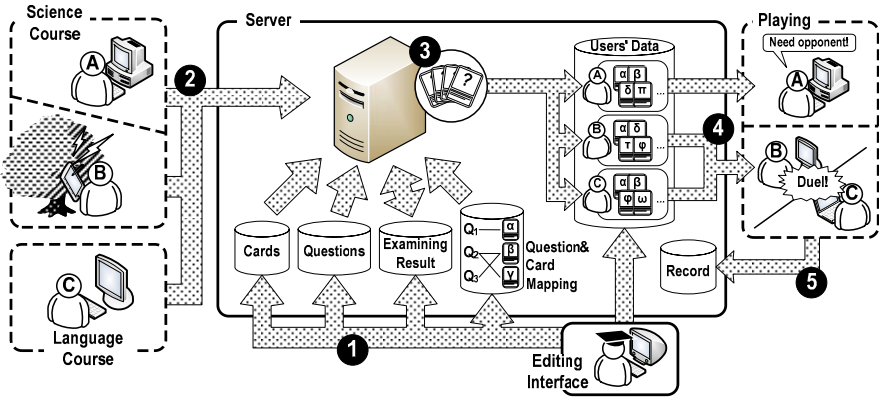 Science
Course
A
B
C
Language
Course
2
Server
3
?
Users' Data
A
α β
δ π
...
B
α δ
τ φ
...
C
α β
φ ω
...
4
Playing
Need opponent!
A
B
Duel!
C
Cards
Questions
Examining
Result
Q1
Q2
Q3
α
β
γ
Question&
Card
Mapping
Record
5
1
Editing
Interface